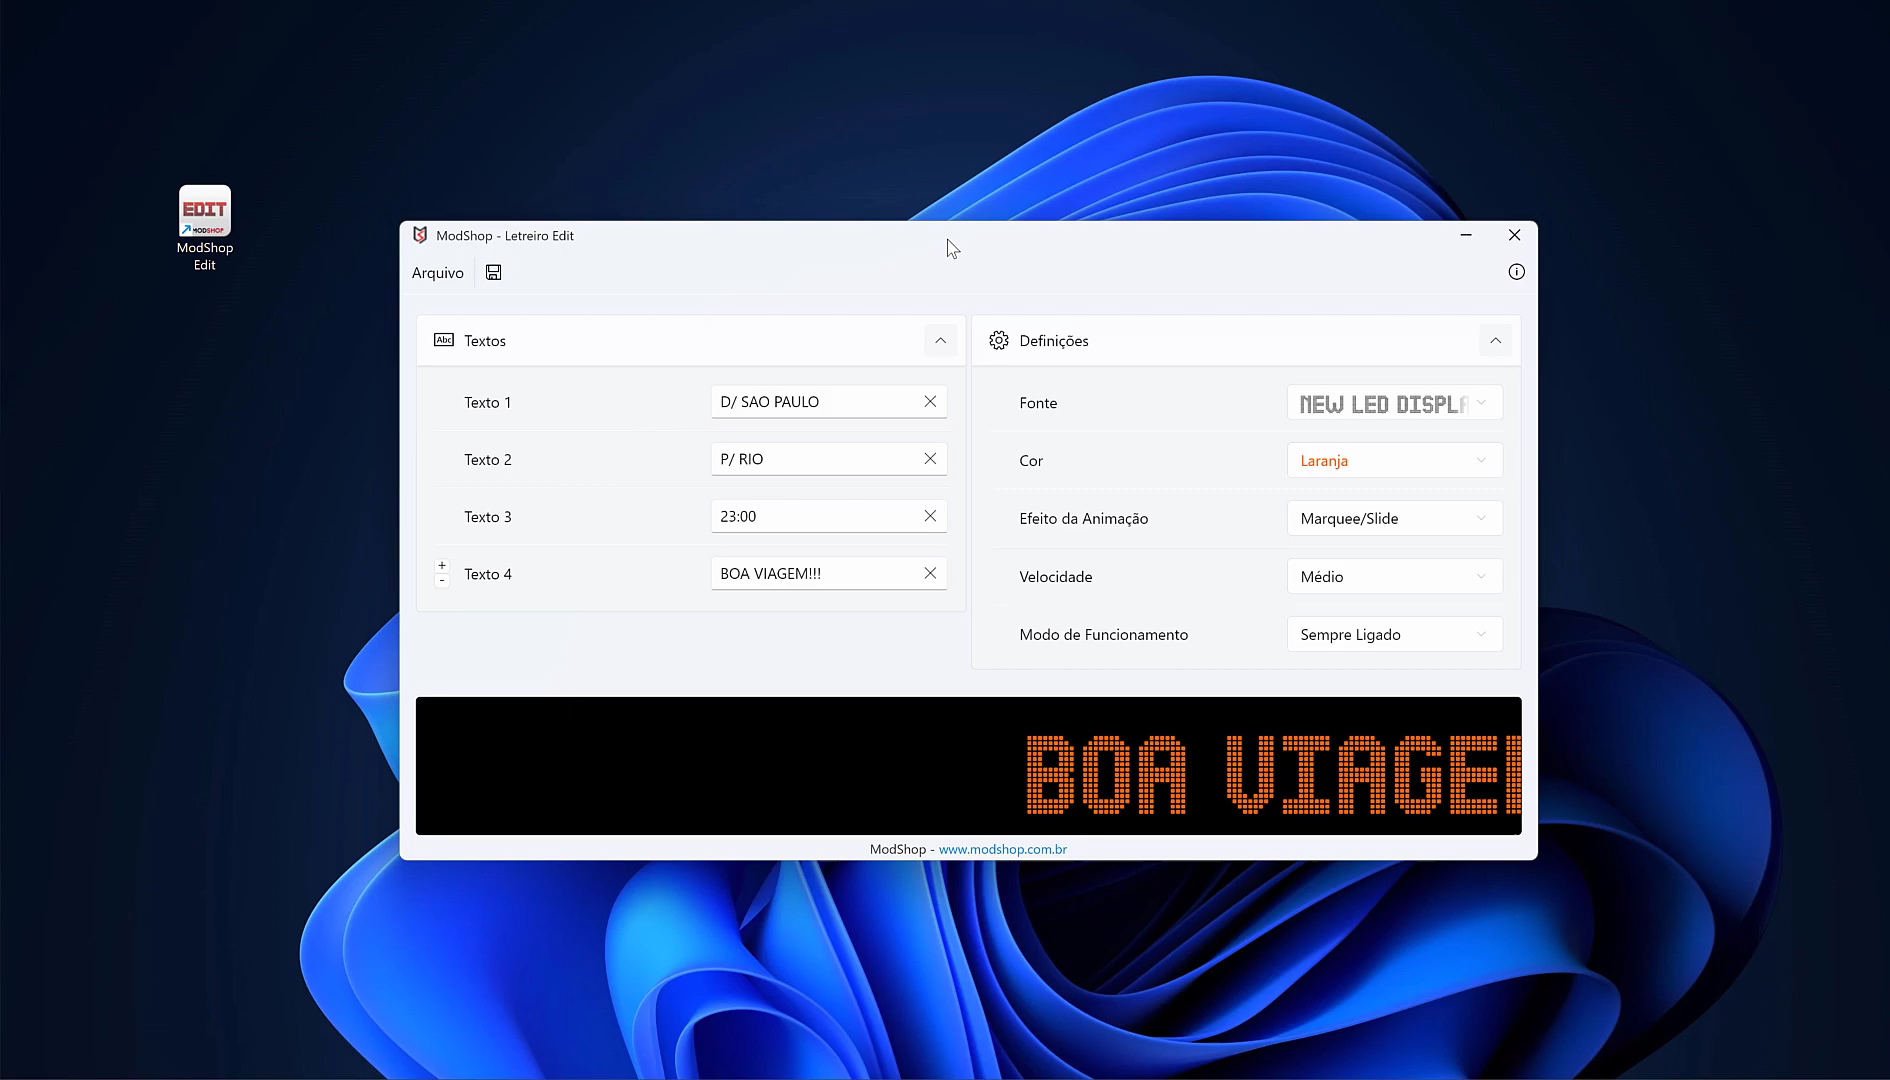 EDIT
MODSHOP
ModShop
Edit
ModShop - Letreiro Edit
Arquivo
Abc Textos
Texto 1 D/ SAO PAULO
Texto 2 P/ RIO
Texto 3 23:00
+
-
Texto 4 BOA VIAGEM!!!
Definições
Fonte NEW LED DISPLA
Cor Laranja
Efeito da Animação Marquee/Slide
Velocidade Médio
Modo de Funcionamento Sempre Ligado
BOA VIAGE
ModShop - www.modshop.com.br